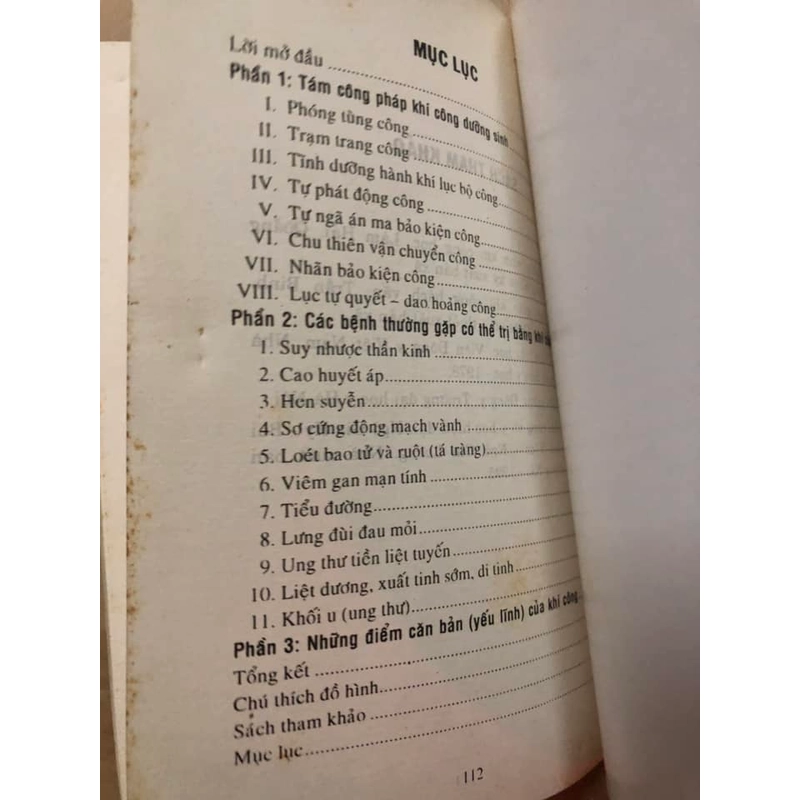 MỤC LỤC
Lời mở đầu
Phần 1: Tám công pháp khí công dưỡng sinh
I. Phóng tùng công
II. Trạm trang công
III. Tĩnh dưỡng hành khí lục bộ công
IV. Tự phát động công
V. Tự ngã án ma bảo kiện công
VI. Chu thiên vận chuyển công
VII. Nhãn bảo kiện công
VIII. Lục tự quyết – dao hoảng công
Phần 2: Các bệnh thường gặp có thể trị bằng khí
1. Suy nhược thần kinh
2. Cao huyết áp
3. Hen suyễn
4. Sơ cứng động mạch vành
5. Loét bao tử và ruột (tá tràng)
6. Viêm gan mạn tính
7. Tiểu đường
8. Lưng đùi đau mỏi
9. Ung thư tiền liệt tuyến
10. Liệt dương, xuất tinh sớm, di tinh
11. Khối u (ung thư)
Phần 3: Những điểm căn bản (yếu lĩnh) của khí công
Tổng kết
Chú thích đồ hình
Sách tham khảo
Mục lục
112